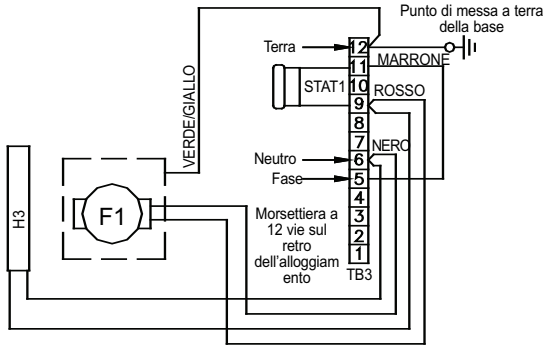 Punto di messa a terra
della base
Terra
12
MARRONE
11
STAT1
10
ROSSO
9
8
7
NERO
Neutro
6
Fase
5
4
3
2
1
TB3
Morsettiera a
12 vie sul
retro
dell'alloggiam
ento
VERDE/GIALLO
F1
H3